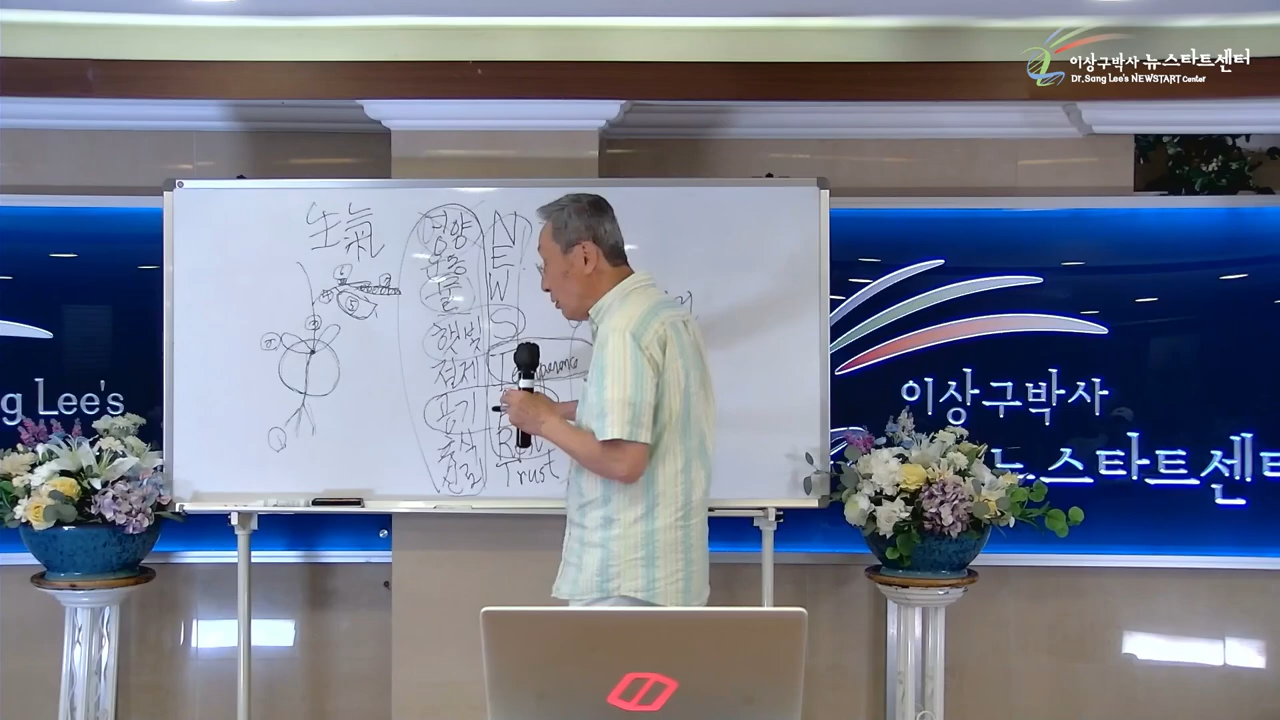 이상구박사 뉴스타트센터
Dr. Sang Lee's NEWSTART Center
生氣
영양 N
운동 E
물 W
햇빛 S
절제 Temperance
공기
휴식
신뢰 Trust
g Lee's
이상구박사
뉴스타트센터